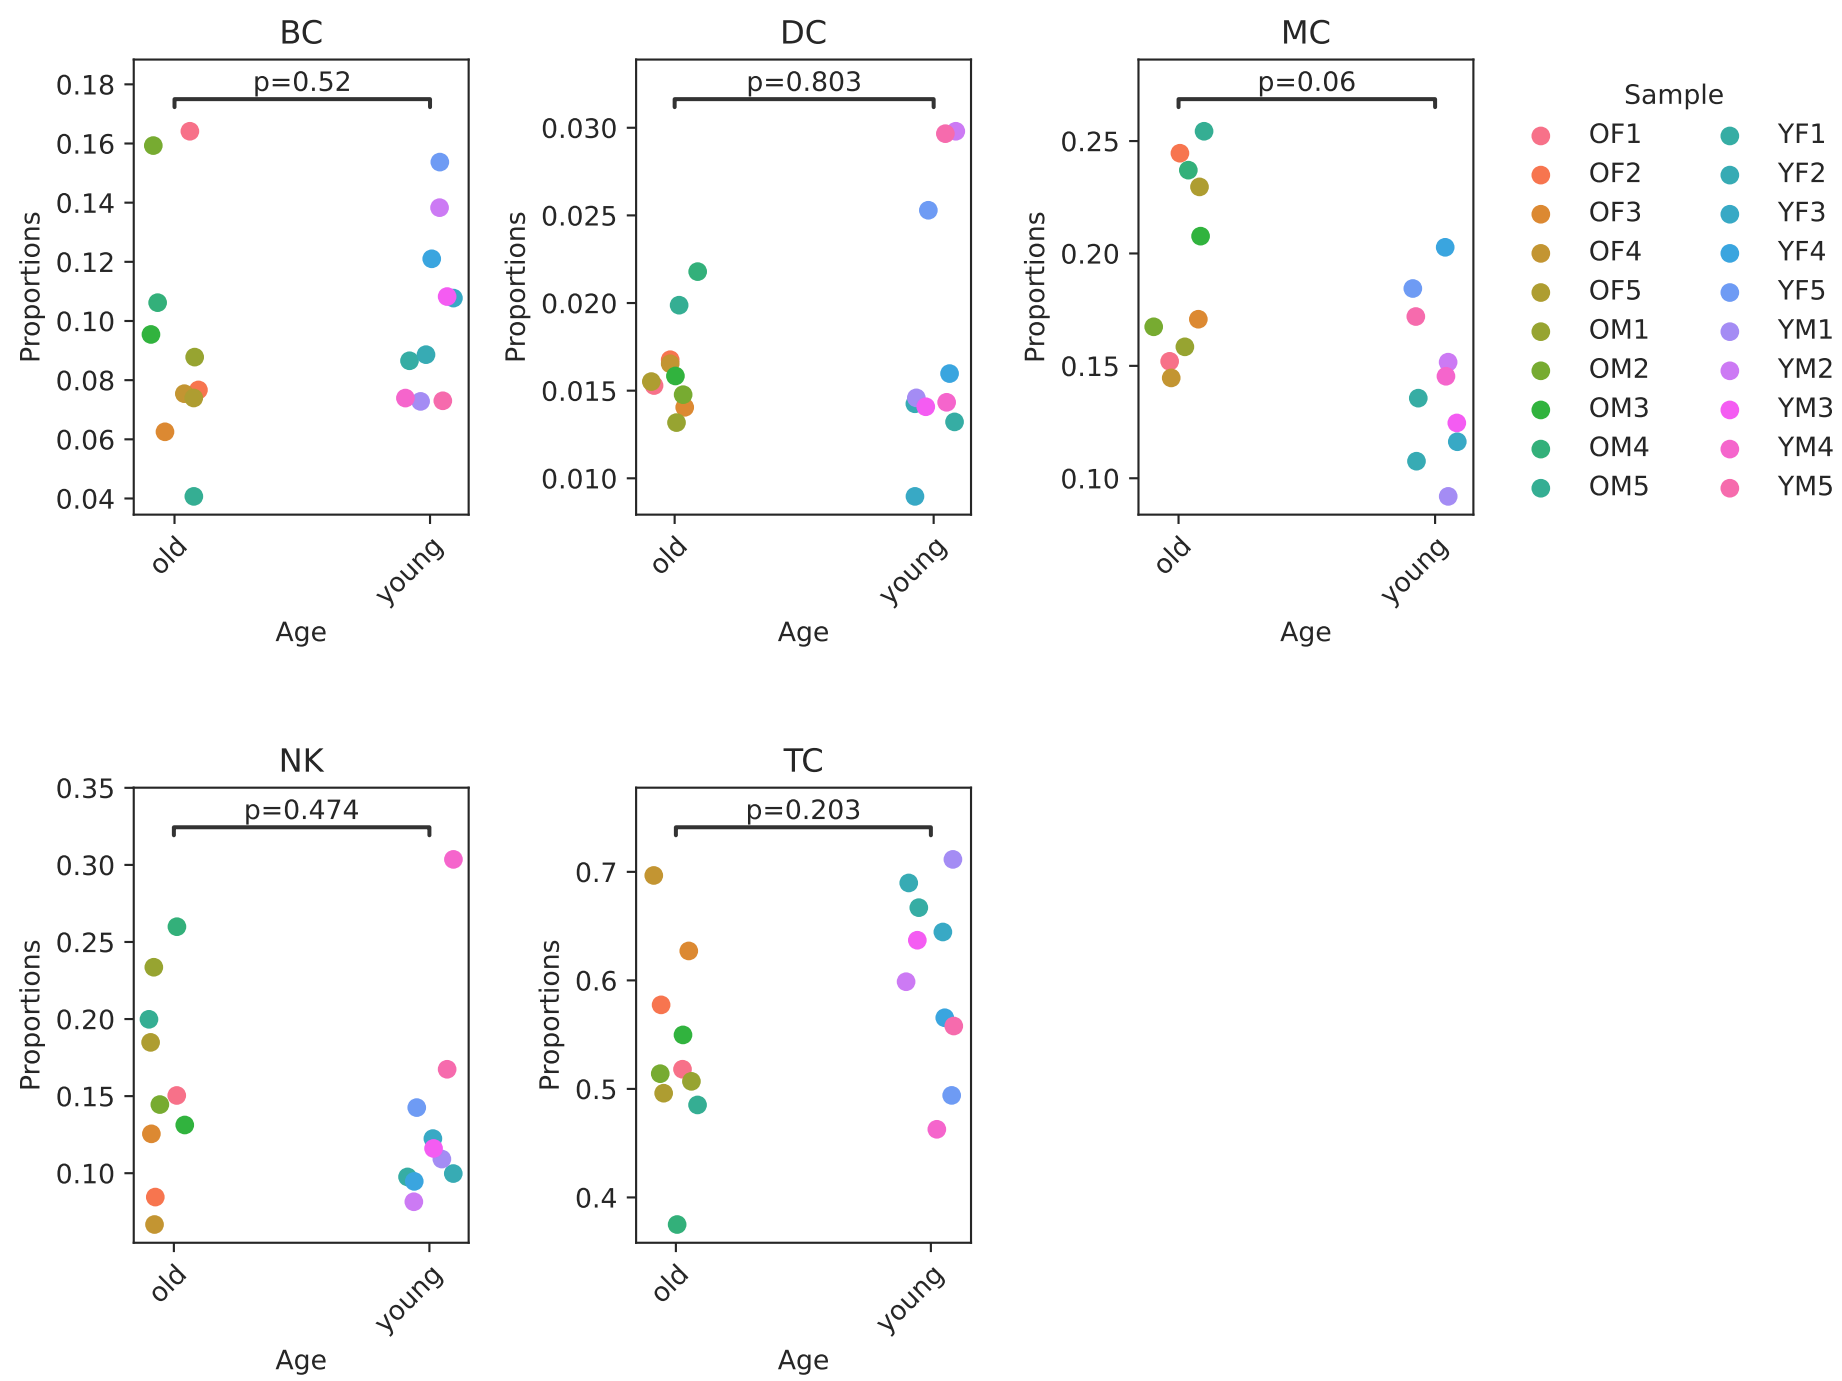 BC
p=0.52
0.18
0.16
0.14
0.12
0.10
0.08
0.06
0.04
Proportions
old
young
Age
DC
p=0.803
0.030
0.025
0.020
0.015
0.010
Proportions
old
young
Age
MC
p=0.06
0.25
0.20
0.15
0.10
Proportions
old
young
Age
Sample
OF1 YF1
OF2 YF2
OF3 YF3
OF4 YF4
OF5 YF5
OM1 YM1
OM2 YM2
OM3 YM3
OM4 YM4
OM5 YM5
NK
p=0.474
0.35
0.30
0.25
0.20
0.15
0.10
Proportions
old
young
Age
TC
p=0.203
0.7
0.6
0.5
0.4
Proportions
old
young
Age